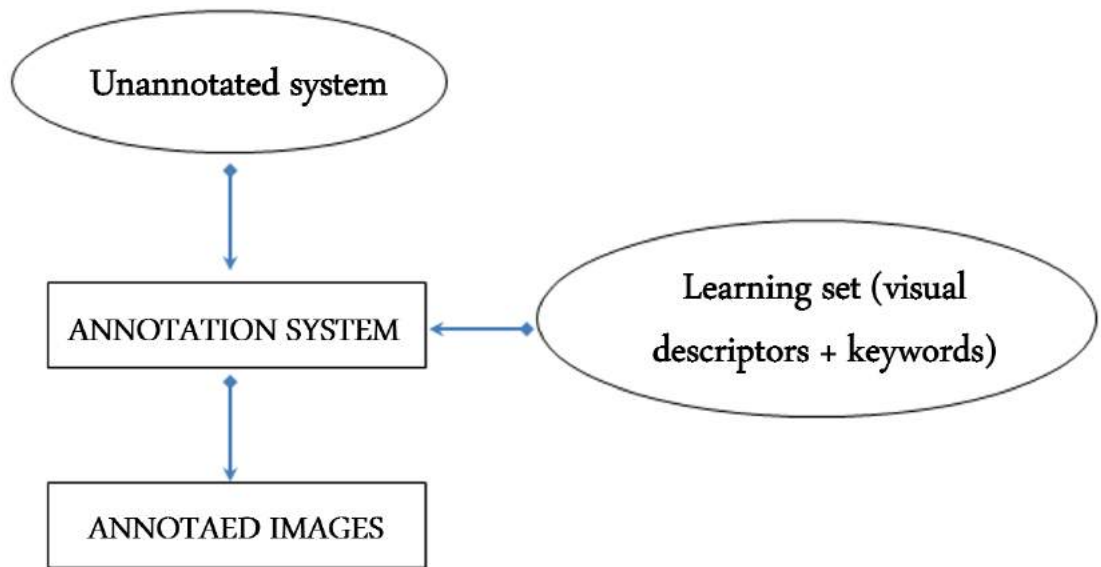 Unannotated system
ANNOTATION SYSTEM
Learning set (visual
descriptors + keywords)
ANNOTAED IMAGES